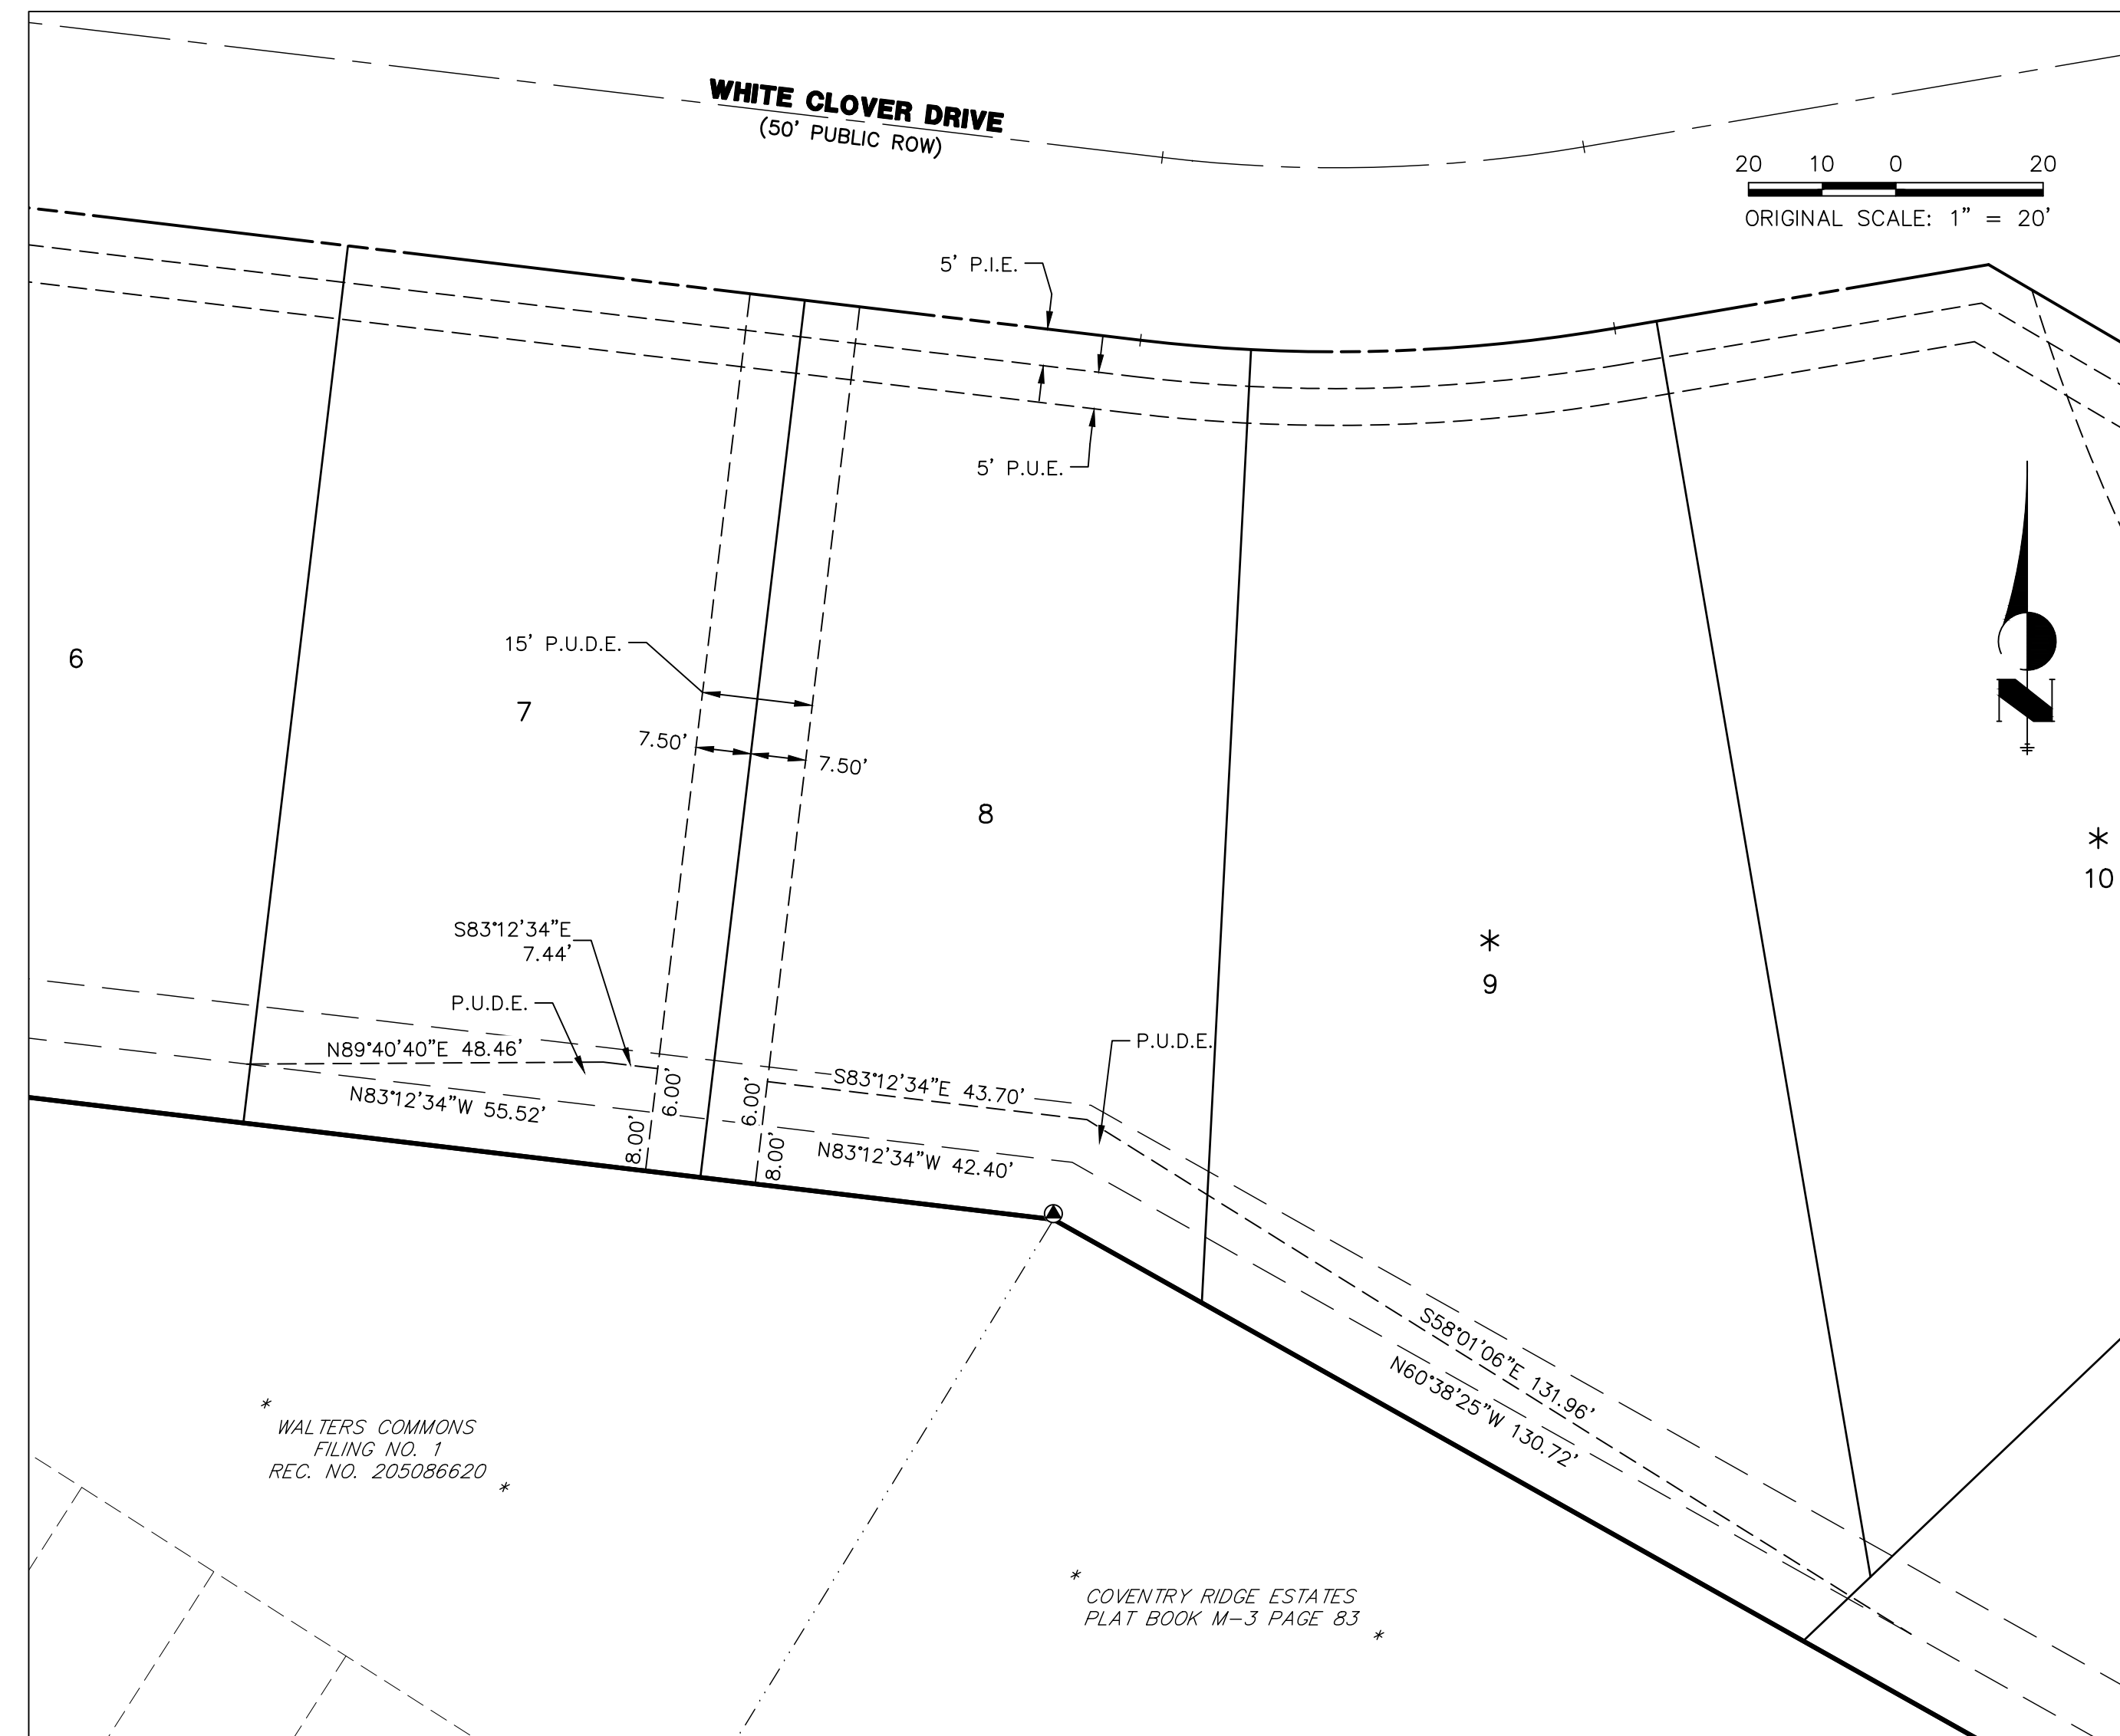 WHITE CLOVER DRIVE
(50' PUBLIC ROW)
20 10 0 20
ORIGINAL SCALE: 1" = 20'
5' P.I.E.
5' P.U.E.
15' P.U.D.E.
6
7
7.50'
7.50'
8
N
*
10
S83°12'34"E
7.44'
*
9
P.U.D.E.
P.U.D.E.
N89°40'40"E 48.46'
S83°12'34"E 43.70'
N83°12'34"W 55.52'
6.00'
6.00'
8.00'
8.00'
N83°12'34"W 42.40'
S58°01'06"E 131.96'
N60°38'25"W 130.72'
*
WALTERS COMMONS
FILING NO. 1
REC. NO. 205086620
*
*
COVENTRY RIDGE ESTATES
PLAT BOOK M-3 PAGE 83
*